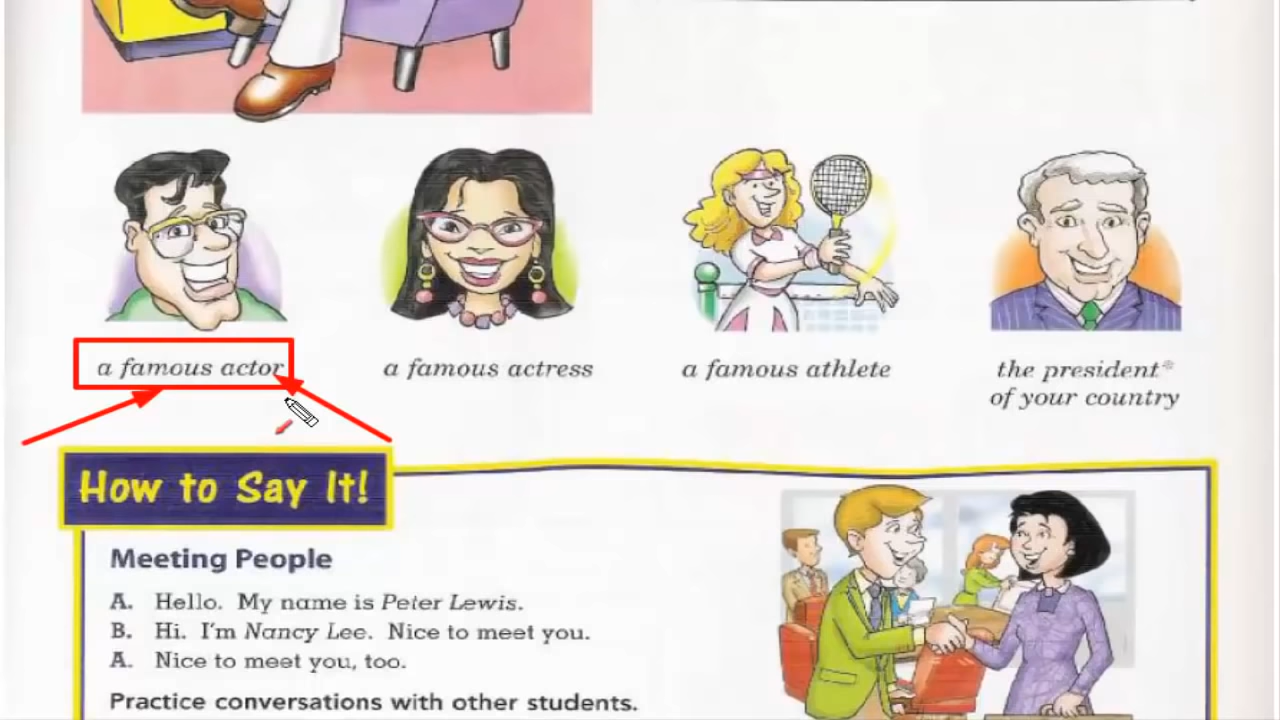 a famous actor
a famous actress
a famous athlete
the president*
of your country
How to Say It!
Meeting People
A. Hello. My name is Peter Lewis.
B. Hi. I'm Nancy Lee. Nice to meet you.
A. Nice to meet you, too.
Practice conversations with other students.